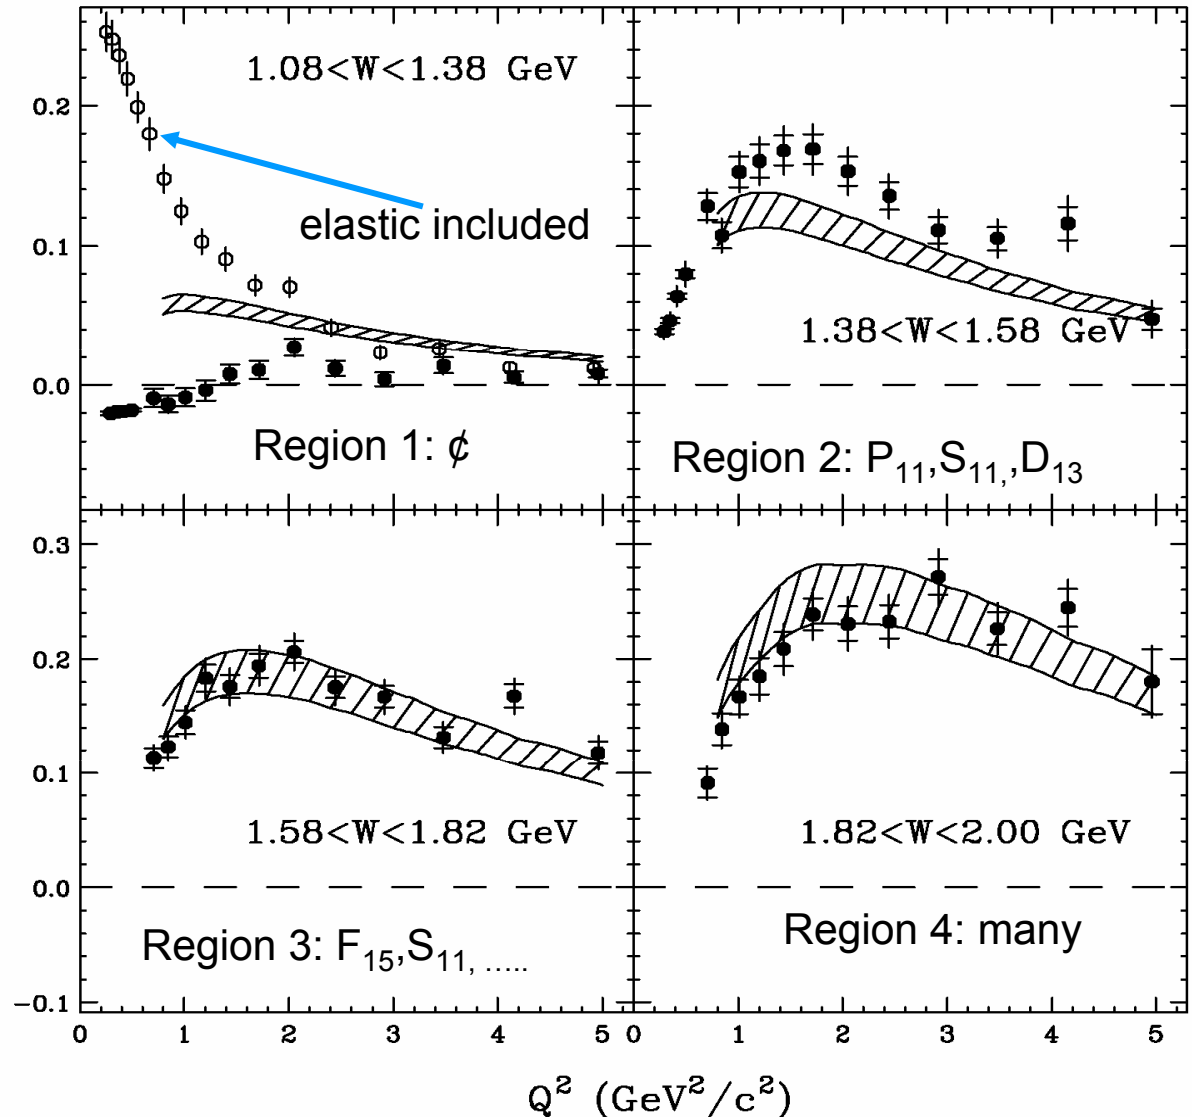 1.08<W<1.38 GeV
elastic included
Region 1: ¢
0.2
0.1
0.0
1.38<W<1.58 GeV
Region 2: P₁₁,S₁₁,,D₁₃
0.3
0.2
0.1
0.0
-0.1
1.58<W<1.82 GeV
Region 3: F₁₅,S₁₁, …..
1.82<W<2.00 GeV
Region 4: many
0 1 2 3 4 5 0 1 2 3 4 5
Q² (GeV²/c²)